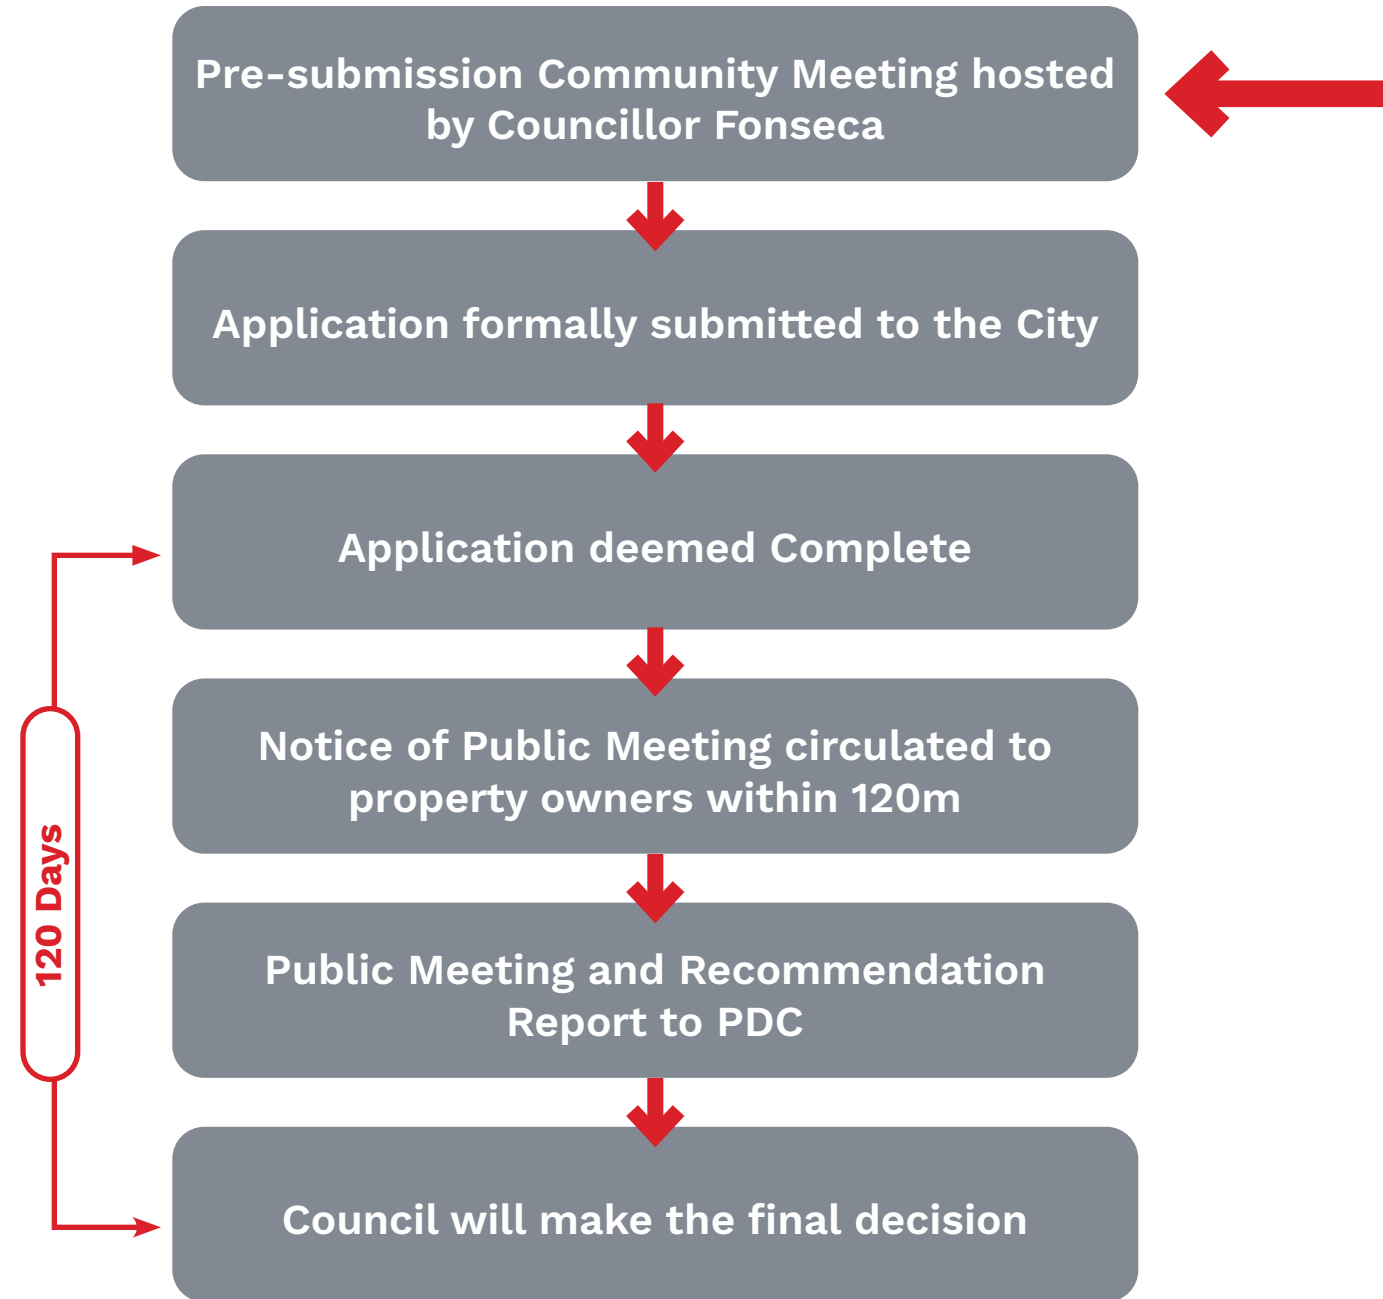 Pre-submission Community Meeting hosted
by Councillor Fonseca
Application formally submitted to the City
Application deemed Complete
Notice of Public Meeting circulated to
property owners within 120m
120 Days
Public Meeting and Recommendation
Report to PDC
Council will make the final decision